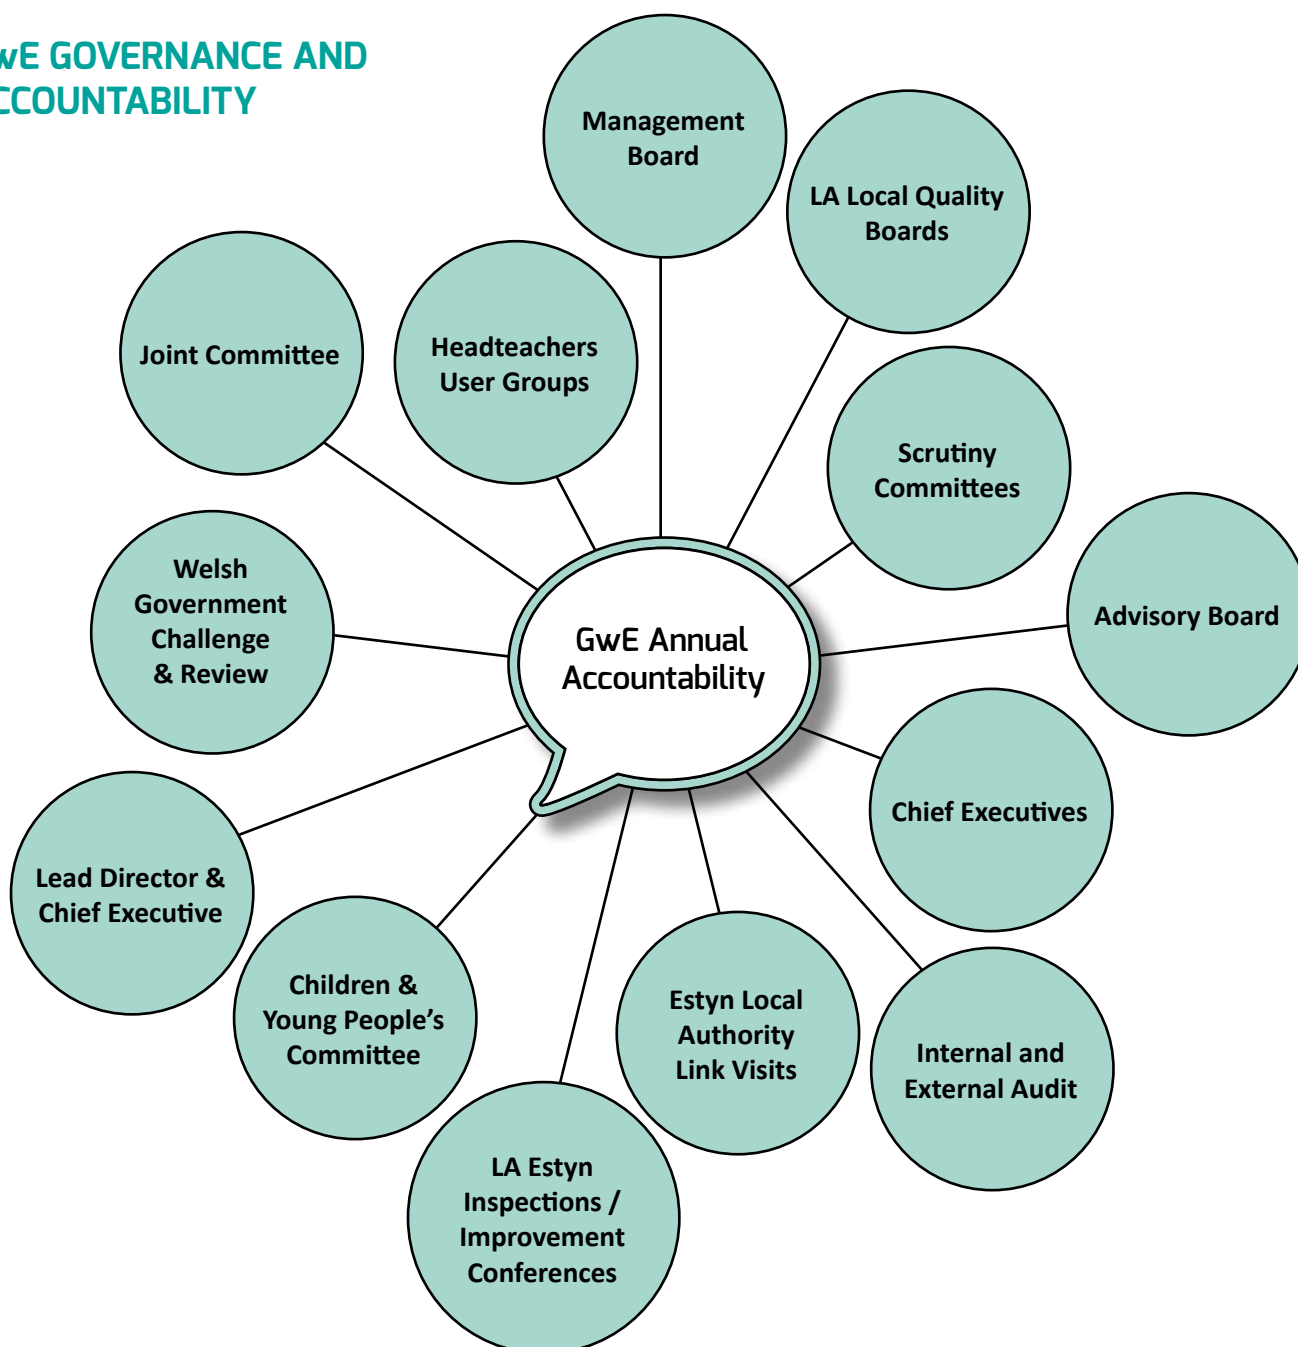 wE GOVERNANCE AND
CCOUNTABILITY
Management
Board
LA Local Quality
Boards
Joint Committee
Headteachers
User Groups
Scrutiny
Committees
Welsh
Government
Challenge
& Review
Advisory Board
GwE Annual
Accountability
Chief Executives
Lead Director &
Chief Executive
Children &
Young People’s
Committee
Estyn Local
Authority
Link Visits
Internal and
External Audit
LA Estyn
Inspections /
Improvement
Conferences